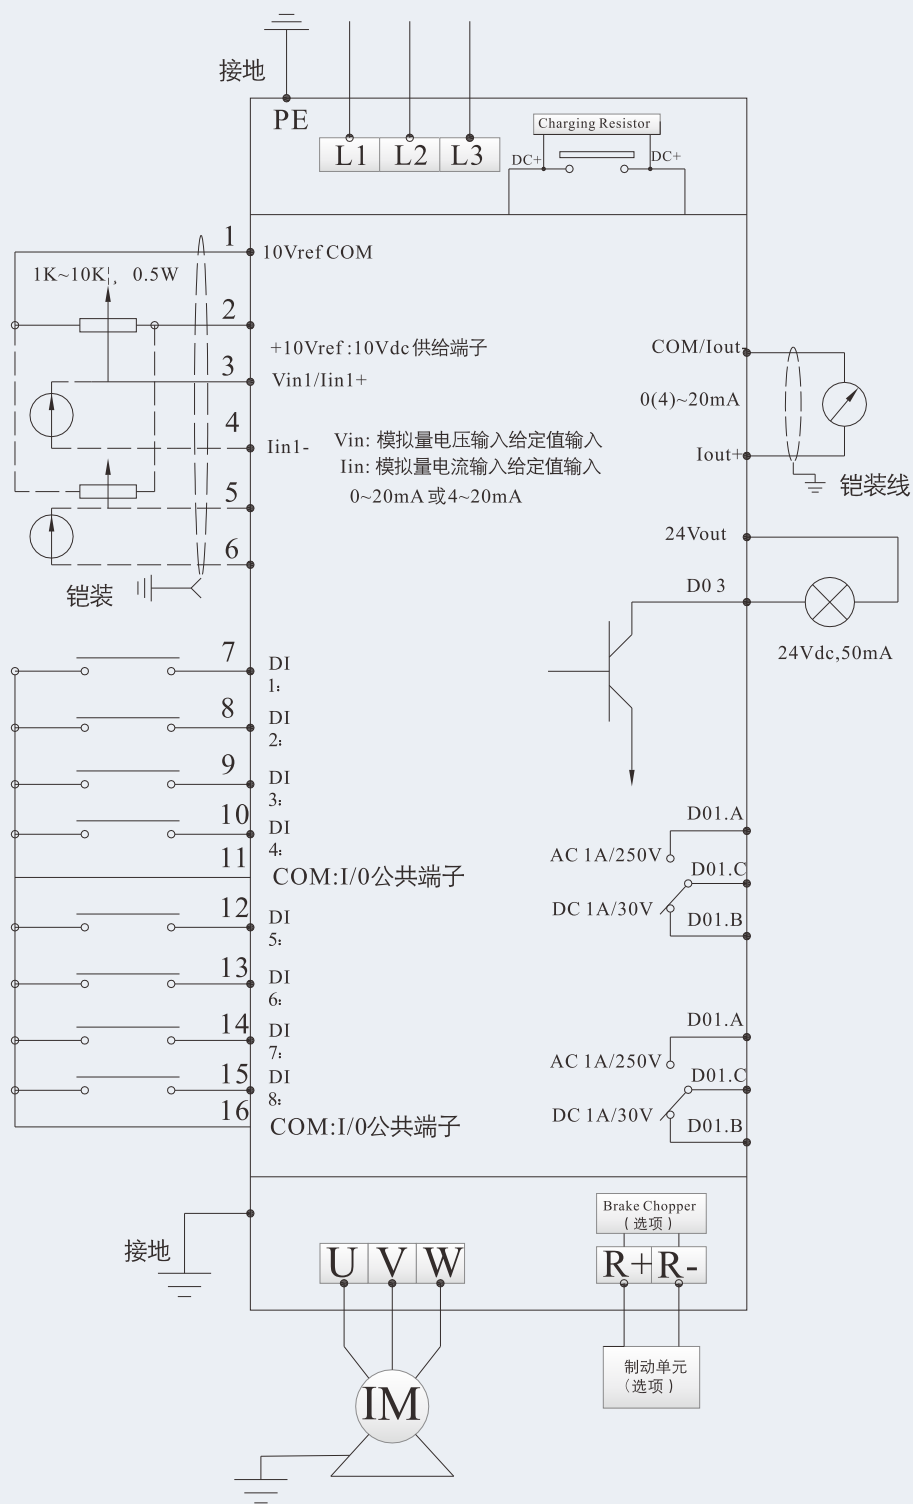 接地
PE
L1 L2 L3
Charging Resistor
DC+ DC+
1
10Vref COM
1K~10K, 0.5W
2
+10Vref:10Vdc供给端子
3
Vin1/Iin1+
4
Iin1-
Vin: 模拟量电压输入给定值输入
Iin: 模拟量电流输入给定值输入
0~20mA或4~20mA
5
6
铠装
COM/Iout-
0(4)~20mA
Iout+
铠装线
24Vout
D03
24Vdc,50mA
7
DI
1:
8
DI
2:
9
DI
3:
10
DI
4:
11
COM:I/0公共端子
12
DI
5:
13
DI
6:
14
DI
7:
15
DI
8:
16
COM:I/0公共端子
D01.A
AC 1A/250V
D01.C
DC 1A/30V
D01.B
D01.A
AC 1A/250V
D01.C
DC 1A/30V
D01.B
接地
U V W
Brake Chopper
(选项)
R+ R-
制动单元
(选项)
IM